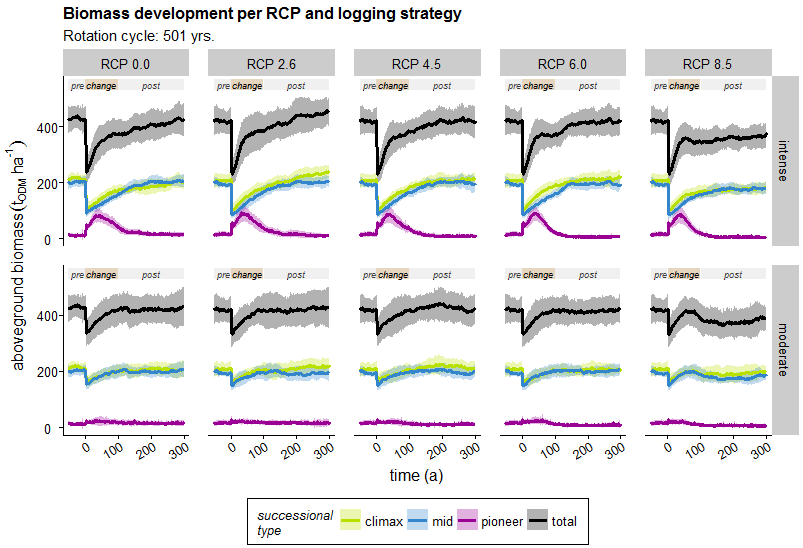 Biomass development per RCP and logging strategy
Rotation cycle: 501 yrs.
RCP 0.0 RCP 2.6 RCP 4.5 RCP 6.0 RCP 8.5
pre change post pre change post pre change post pre change post pre change post
400
200
0
intense
aboveground biomass (t_ODM ha⁻¹)
pre change post pre change post pre change post pre change post pre change post
400
200
0
moderate
0 100 200 300 0 100 200 300 0 100 200 300 0 100 200 300 0 100 200 300
time (a)
successional
type
climax mid pioneer total